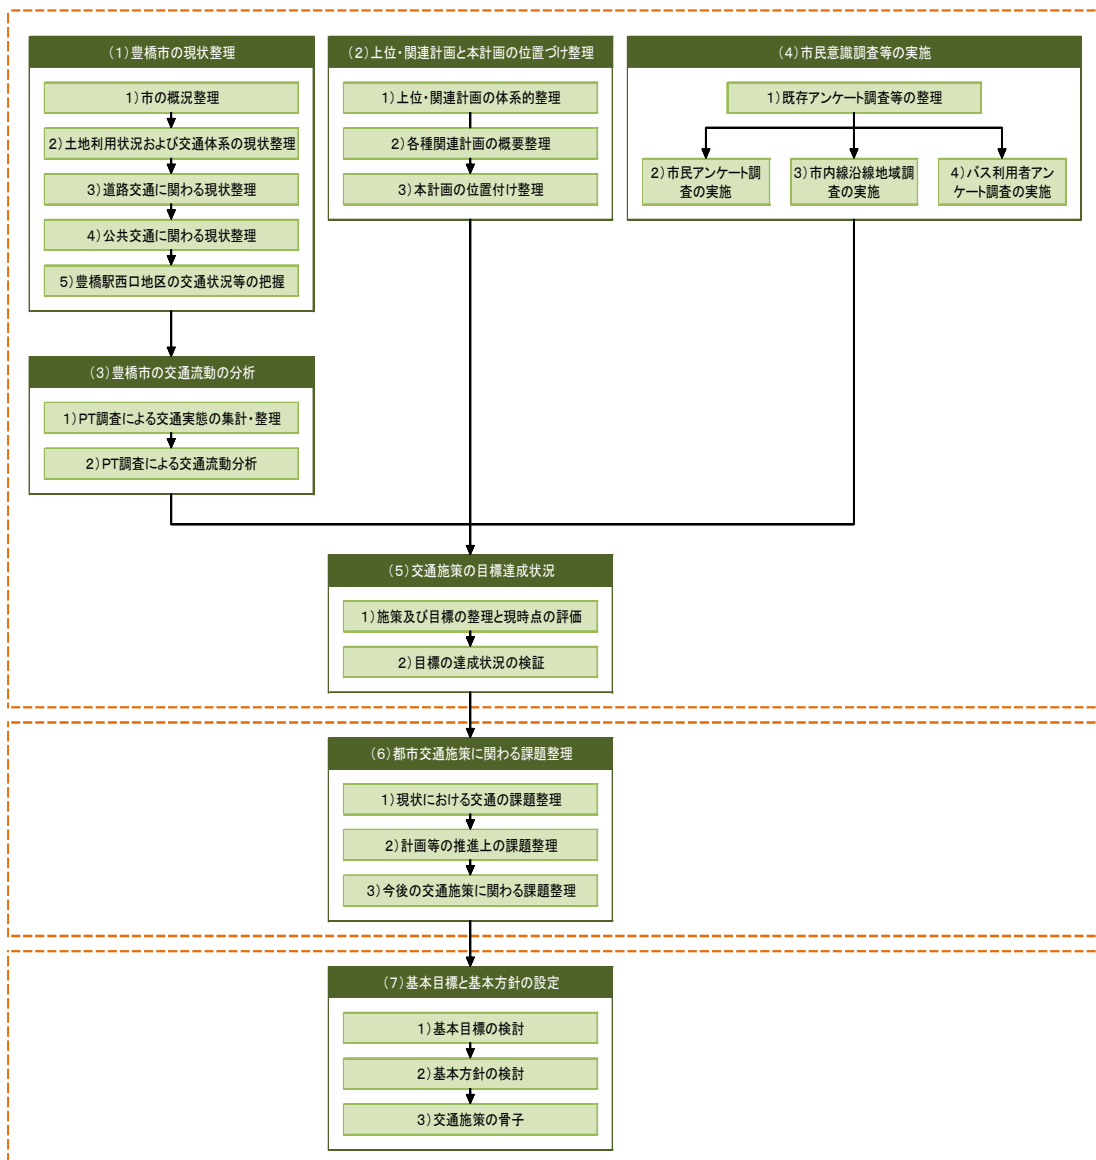 (1)豊橋市の現状整理
1)市の概況整理
2)土地利用状況および交通体系の現状整理
3)道路交通に関わる現状整理
4)公共交通に関わる現状整理
5)豊橋駅西口地区の交通状況等の把握
(2)上位・関連計画と本計画の位置づけ整理
1)上位・関連計画の体系的整理
2)各種関連計画の概要整理
3)本計画の位置付け整理
(4)市民意識調査等の実施
1)既存アンケート調査等の整理
2)市民アンケート調
査の実施
3)市内線沿線地域調
査の実施
4)バス利用者アン
ケート調査の実施
(3)豊橋市の交通流動の分析
1)PT調査による交通実態の集計・整理
2)PT調査による交通流動分析
(5)交通施策の目標達成状況
1)施策及び目標の整理と現時点の評価
2)目標の達成状況の検証
(6)都市交通施策に関わる課題整理
1)現状における交通の課題整理
2)計画等の推進上の課題整理
3)今後の交通施策に関わる課題整理
(7)基本目標と基本方針の設定
1)基本目標の検討
2)基本方針の検討
3)交通施策の骨子